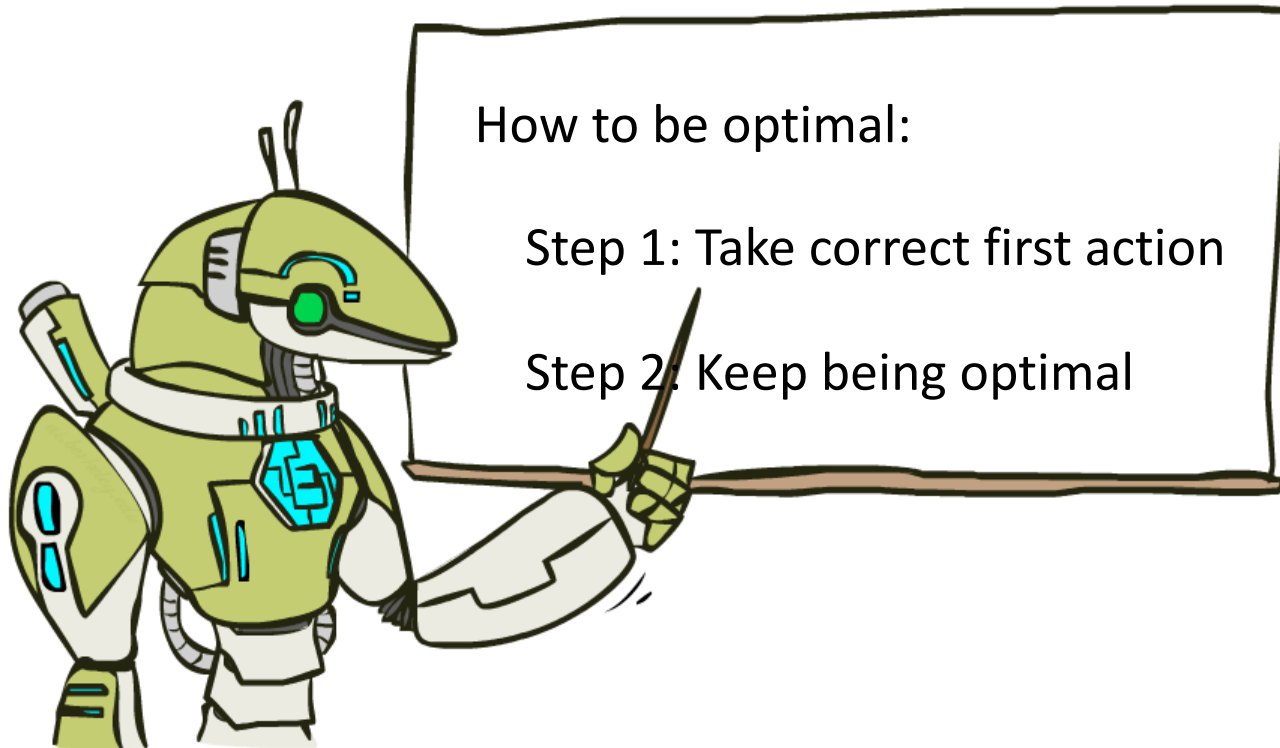 How to be optimal:
Step 1: Take correct first action
Step 2: Keep being optimal